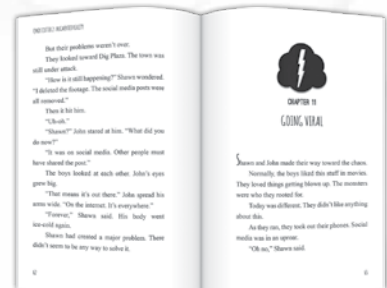 But their problems weren't over.
They looked toward Dig Place. The town was
still under attack.
"How is it still happening?" Shawn wondered.
"I deleted the footage. The social media posts were
all removed."
Then it hit him.
"Uh-oh."
"Shawn?" John stared at him. "What did you
do now?"
"It was on social media. Other people must
have shared the post."
The boys looked at each other. John's eyes
grew big.
"That means it's out there." John spread his
arms wide. "On the internet. It's everywhere."
"Forever," Shawn said. His body went
ice-cold again.
Shawn had created a major problem. There
didn't seem to be any way to solve it.
CHAPTER 11
GOING VIRAL
Shawn and John made their way toward the chaos.
Normally, the boys liked this stuff in movies.
They loved things getting blown up. The monsters
were who they rooted for.
Today was different. They didn't like anything
about this.
As they ran, they took out their phones. Social
media was in an uproar.
"Oh no," Shawn said.